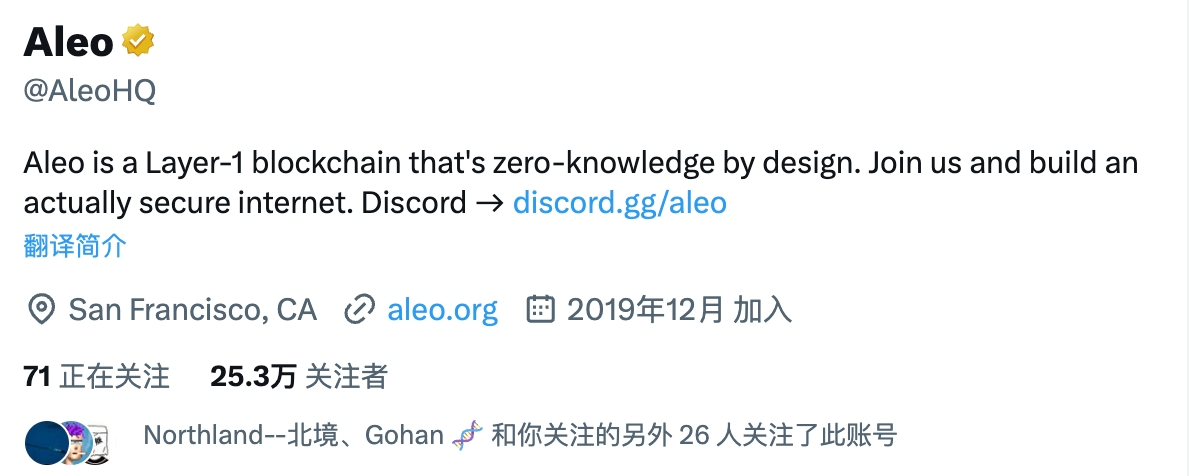 Aleo
@AleoHQ
Aleo is a Layer-1 blockchain that's zero-knowledge by design. Join us and build an
actually secure internet. Discord → discord.gg/aleo
翻译简介
San Francisco, CA aleo.org 2019年12月 加入
71 正在关注 25.3万 关注者
Northland--北境、Gohan 🧬 和你关注的另外 26 人关注了此账号